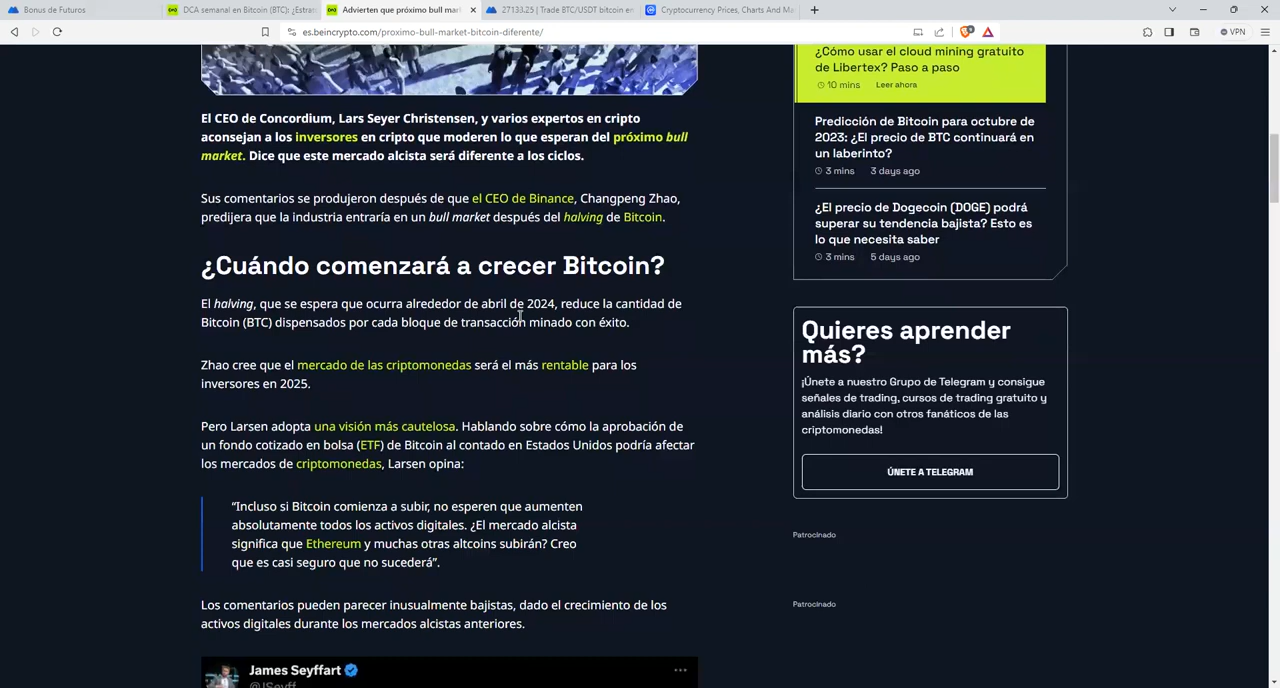 Bonus de Futuros
DCA semanal en Bitcoin (BTC): ¿Estrat
Advierten que próximo bull mar
27133.25 | Trade BTC/USDT bitcoin en
Cryptocurrency Prices, Charts And Ma
es.beincrypto.com/proximo-bull-market-bitcoin-diferente/
VPN
El CEO de Concordium, Lars Seyer Christensen, y varios expertos en cripto
aconsejan a los inversores en cripto que moderen lo que esperan del próximo bull
market. Dice que este mercado alcista será diferente a los ciclos.
Sus comentarios se produjeron después de que el CEO de Binance, Changpeng Zhao,
predijera que la industria entraría en un bull market después del halving de Bitcoin.
¿Cuándo comenzará a crecer Bitcoin?
El halving, que se espera que ocurra alrededor de abril de 2024, reduce la cantidad de
Bitcoin (BTC) dispensados por cada bloque de transacción minado con éxito.
Zhao cree que el mercado de las criptomonedas será el más rentable para los
inversores en 2025.
Pero Larsen adopta una visión más cautelosa. Hablando sobre cómo la aprobación de
un fondo cotizado en bolsa (ETF) de Bitcoin al contado en Estados Unidos podría afectar
los mercados de criptomonedas, Larsen opina:
“Incluso si Bitcoin comienza a subir, no esperen que aumenten
absolutamente todos los activos digitales. ¿El mercado alcista
significa que Ethereum y muchas otras altcoins subirán? Creo
que es casi seguro que no sucederá”.
Los comentarios pueden parecer inusualmente bajistas, dado el crecimiento de los
activos digitales durante los mercados alcistas anteriores.
James Seyffart
@JSeyff
¿Cómo usar el cloud mining gratuito
de Libertex? Paso a paso
10 mins Leer ahora
Predicción de Bitcoin para octubre de
2023: ¿El precio de BTC continuará en
un laberinto?
3 mins 3 days ago
¿El precio de Dogecoin (DOGE) podrá
superar su tendencia bajista? Esto es
lo que necesita saber
3 mins 5 days ago
Quieres aprender
más?
¡Únete a nuestro Grupo de Telegram y consigue
señales de trading, cursos de trading gratuito y
análisis diario con otros fanáticos de las
criptomonedas!
ÚNETE A TELEGRAM
Patrocinado
Patrocinado